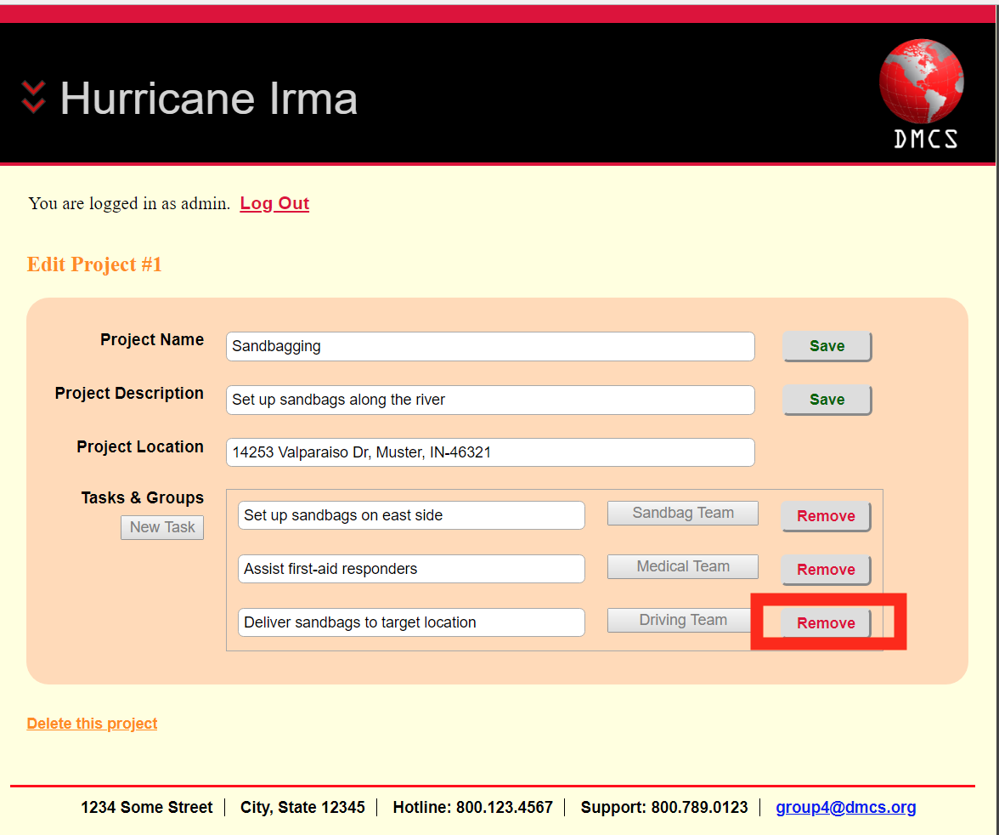 Hurricane Irma
DMCS
You are logged in as admin. Log Out
Edit Project #1
Project Name Sandbagging Save
Project Description Set up sandbags along the river Save
Project Location 14253 Valparaiso Dr, Muster, IN-46321
Tasks & Groups
New Task
Set up sandbags on east side Sandbag Team Remove
Assist first-aid responders Medical Team Remove
Deliver sandbags to target location Driving Team Remove
Delete this project
1234 Some Street | City, State 12345 | Hotline: 800.123.4567 | Support: 800.789.0123 | group4@dmcs.org